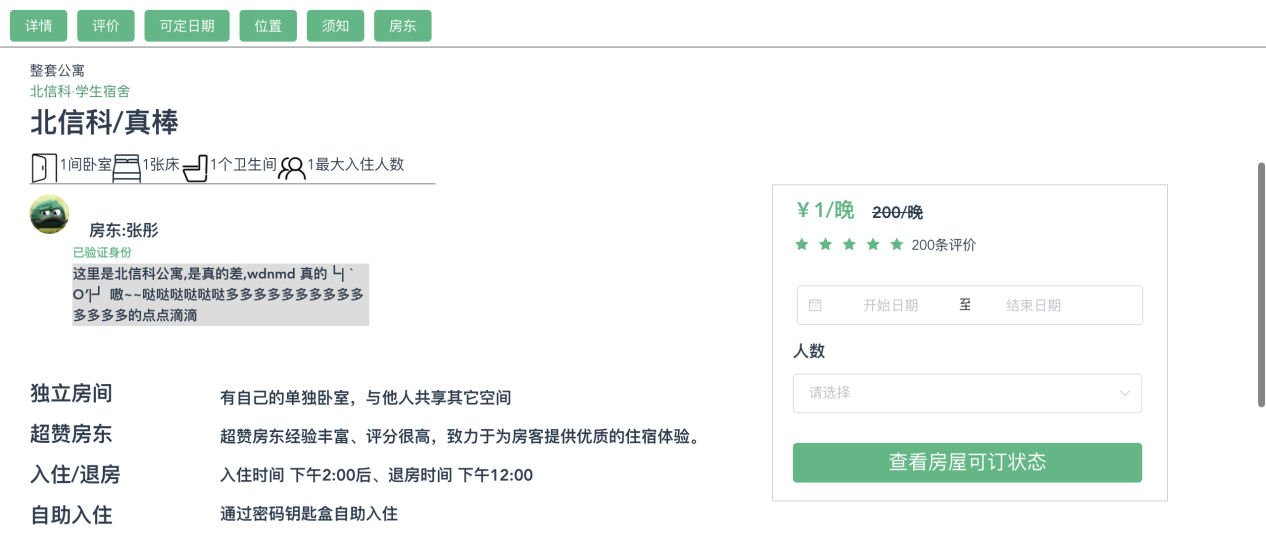 详情 评价 可定日期 位置 须知 房东
整套公寓
北信科·学生宿舍
北信科/真棒
1间卧室 1张床 1个卫生间 1最大入住人数
房东:张彤
已验证身份
这里是北信科公寓,是真的差,wdnmd 真的┗|｀
O′|┛ 嗷~~哒哒哒哒哒哒多多多多多多多多多多
多多多多的点点滴滴
¥ 1/晚 200/晚
200条评价
开始日期 至 结束日期
人数
请选择
查看房屋可订状态
独立房间 有自己的单独卧室，与他人共享其它空间
超赞房东 超赞房东经验丰富、评分很高，致力于为房客提供优质的住宿体验。
入住/退房 入住时间 下午2:00后、退房时间 下午12:00
自助入住 通过密码钥匙盒自助入住